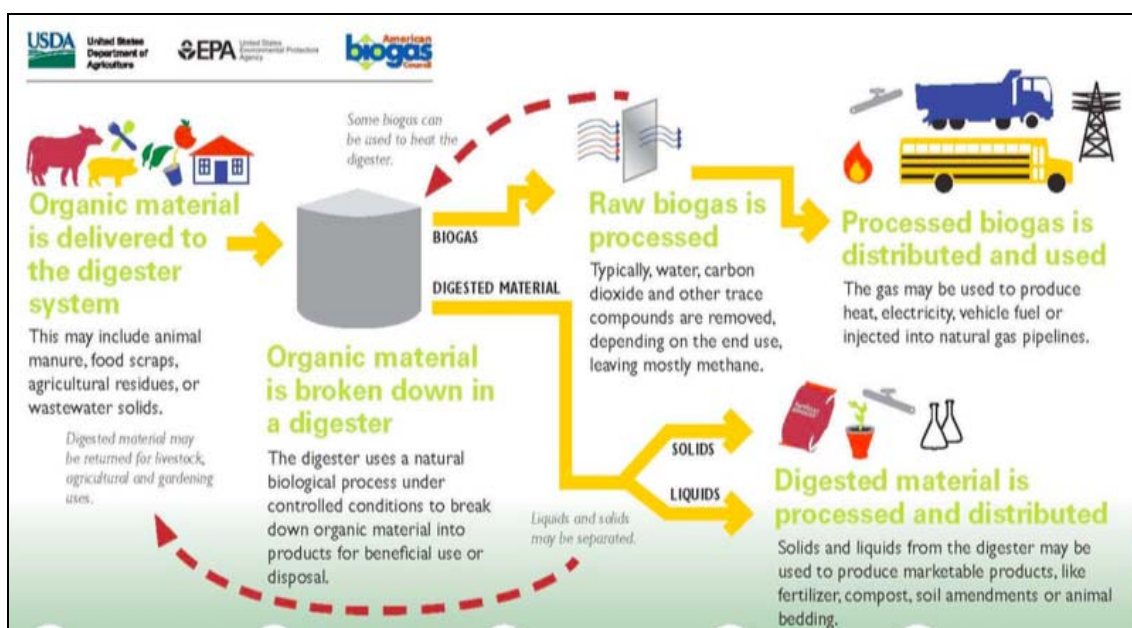 USDA
United States
Department of
Agriculture
EPA
United States
Environmental Protection
Agency
American
biogas
Council
Organic material
is delivered to
the digester
system
This may include animal
manure, food scraps,
agricultural residues, or
wastewater solids.
Digested material may
be returned for livestock,
agricultural and gardening
uses.
Some biogas can
be used to heat the
digester.
BIOGAS
DIGESTED MATERIAL
Organic material
is broken down in
a digester
The digester uses a natural
biological process under
controlled conditions to break
down organic material into
products for beneficial use or
disposal.
Raw biogas is
processed
Typically, water, carbon
dioxide and other trace
compounds are removed,
depending on the end use,
leaving mostly methane.
Processed biogas is
distributed and used
The gas may be used to produce
heat, electricity, vehicle fuel or
injected into natural gas pipelines.
SOLIDS
LIQUIDS
Liquids and solids
may be separated.
Digested material is
processed and distributed
Solids and liquids from the digester may be
used to produce marketable products, like
fertilizer, compost, soil amendments or animal
bedding.